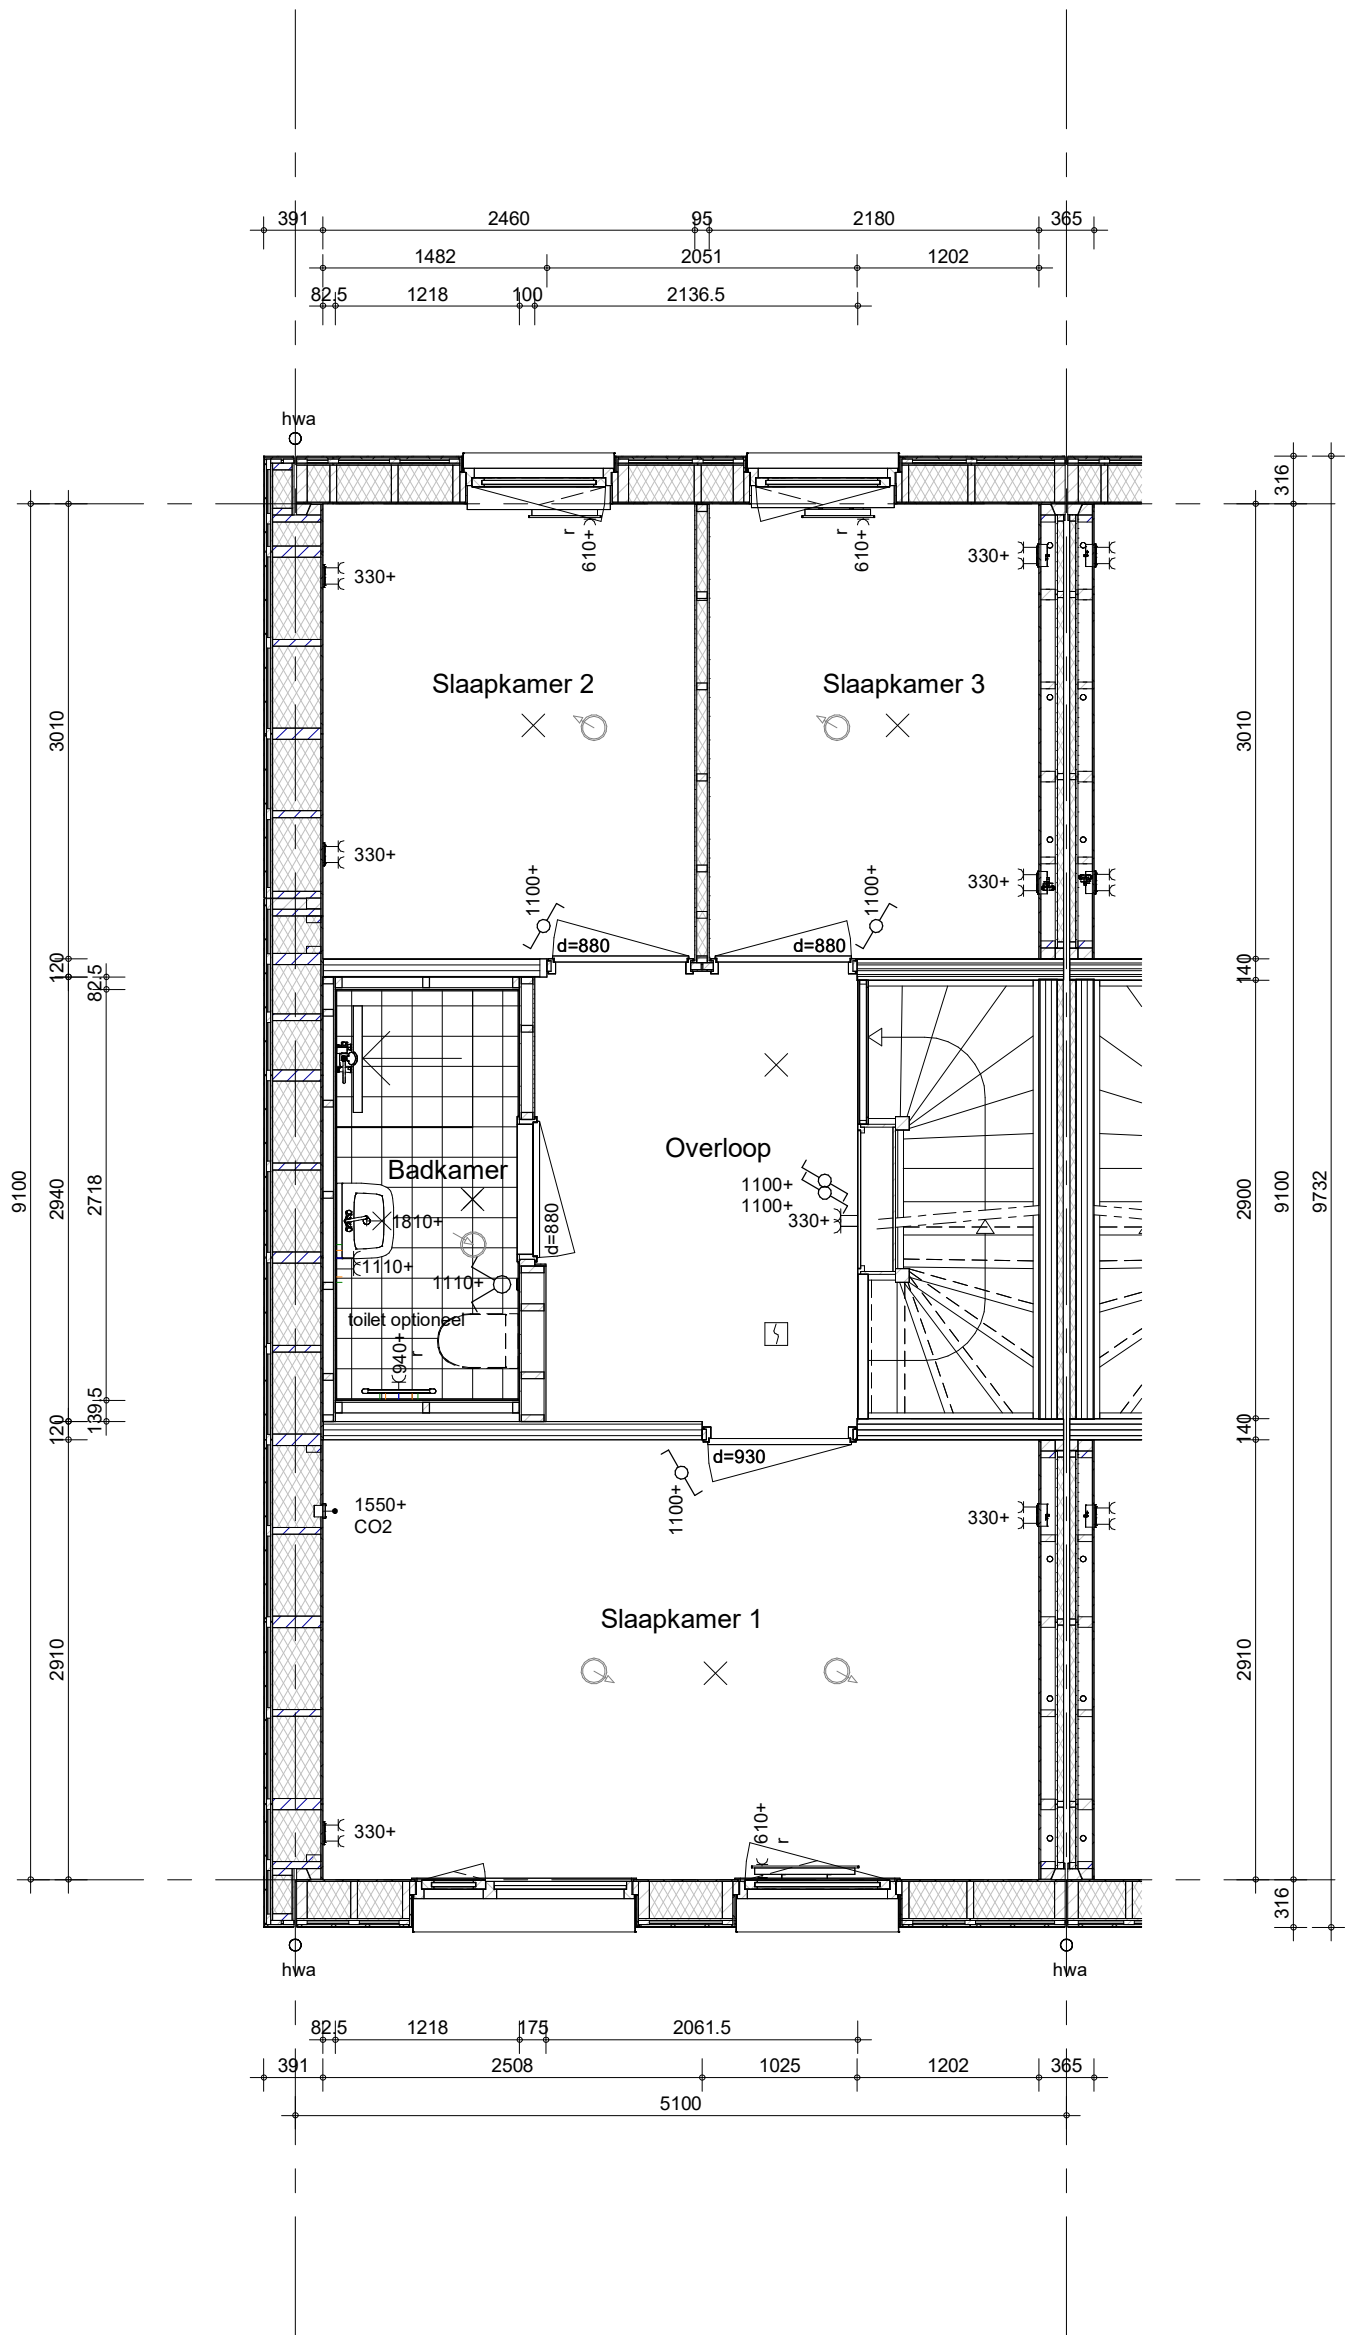 391 2460 95 2180 365
1482 2051 1202
82.5 1218 100 2136.5
hwa
316
r 610+ r 610+
330+ 330+
Slaapkamer 2 Slaapkamer 3
3010 3010
330+ 330+
1100+ 1100+
d=880 d=880
120 82.5 140
Overloop
Badkamer
1100+
1100+
330+
1810+
d=880
1110+
1110+
9100 2940 2718 2900 9100 9732
toilet optioneel
940+
r
120 139.5 140
d=930
1100+
1550+
CO2
330+
Slaapkamer 1
2910 2910
610+
r
330+
316
hwa hwa
82.5 1218 175 2061.5
391 2508 1025 1202 365
5100